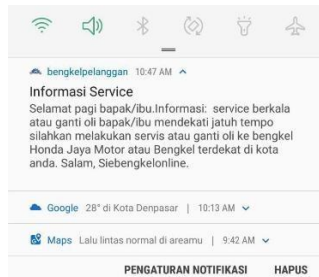 bengkelpelanggan 10:47 AM
Informasi Service
Selamat pagi bapak/ibu.Informasi: service berkala
atau ganti oli bapak/ibu mendekati jatuh tempo
silahkan melakukan servis atau ganti oli ke bengkel
Honda Jaya Motor atau Bengkel terdekat di kota
anda. Salam, Siebengkelonline.
Google 28° di Kota Denpasar | 10:13 AM
Maps Lalu lintas normal di areamu | 9:42 AM
PENGATURAN NOTIFIKASI HAPUS